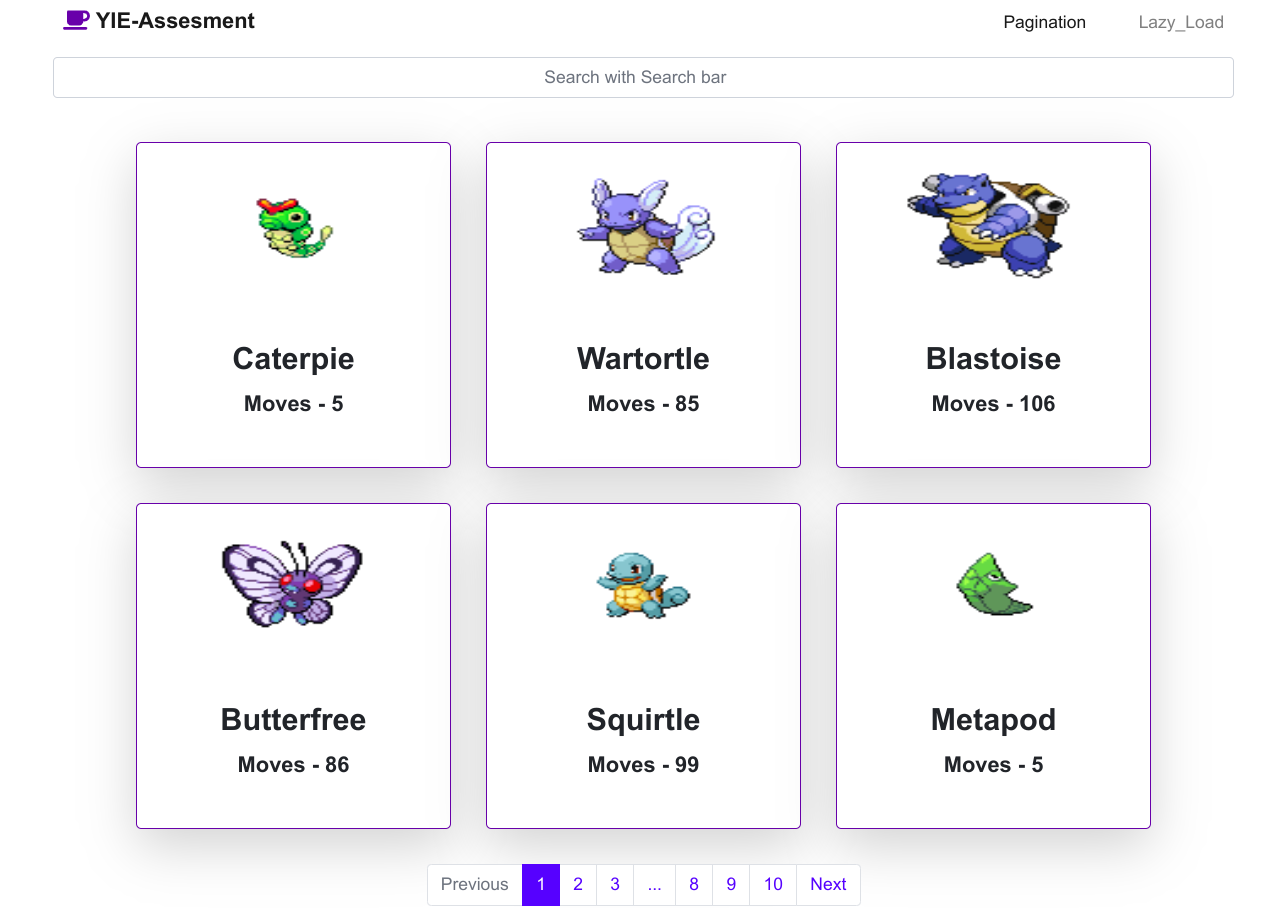 YIE-Assesment
Pagination
Lazy_Load
Search with Search bar
Caterpie
Moves - 5
Wartortle
Moves - 85
Blastoise
Moves - 106
Butterfree
Moves - 86
Squirtle
Moves - 99
Metapod
Moves - 5
Previous 1 2 3 ... 8 9 10 Next